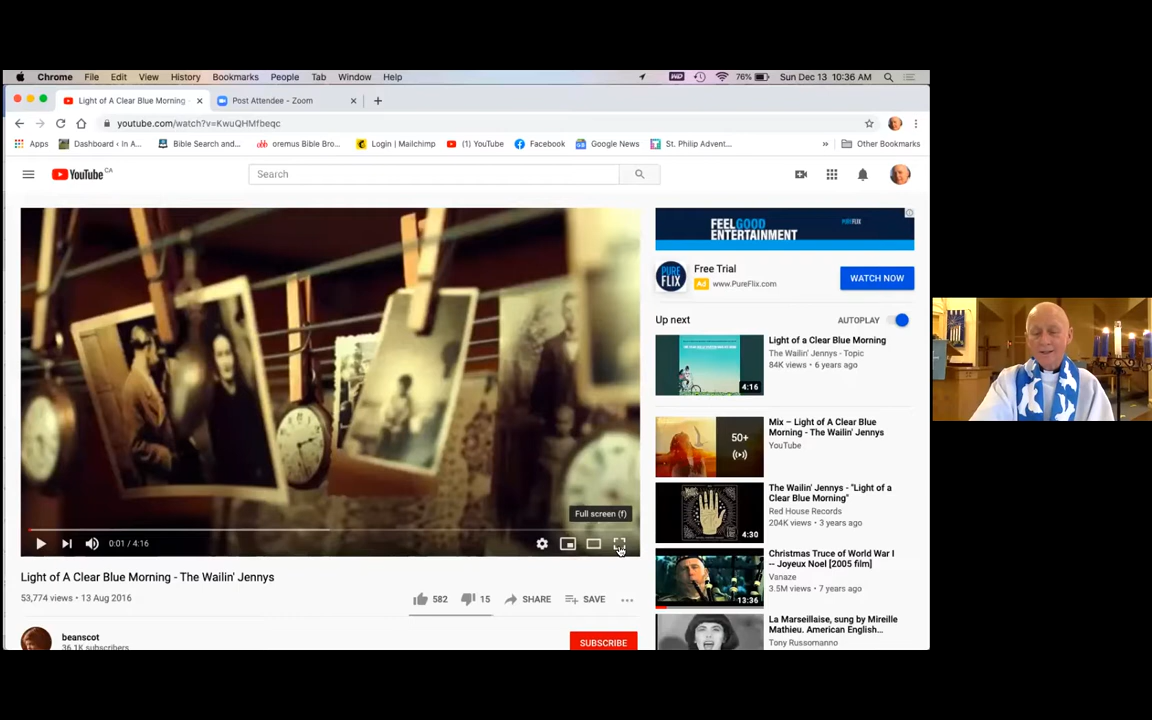 Chrome File Edit View History Bookmarks People Tab Window Help 76% Sun Dec 13 10:36 AM
Light of A Clear Blue Morning - Post Attendee - Zoom
youtube.com/watch?v=KwuQHMfbeqc
Apps Dashboard ‹ In A... Bible Search and... oremus Bible Bro... Login | Mailchimp (1) YouTube Facebook Google News St. Philip Advent... » Other Bookmarks
YouTube CA Search
FEELGOOD
ENTERTAINMENT
PUREFLIX
PURE
FLIX
Free Trial
Ad www.PureFlix.com
WATCH NOW
Up next AUTOPLAY
Light of a Clear Blue Morning
The Wailin' Jennys - Topic
84K views • 6 years ago
4:16
Mix – Light of A Clear Blue
Morning - The Wailin' Jennys
YouTube
50+
The Wailin' Jennys - "Light of a
Clear Blue Morning"
Red House Records
204K views • 3 years ago
4:30
Christmas Truce of World War I
-- Joyeux Noel [2005 film]
Vanaze
3.5M views • 7 years ago
13:36
La Marseillaise, sung by Mireille
Mathieu. American English...
Tony Russomanno
Full screen (f)
0:01 / 4:16
Light of A Clear Blue Morning - The Wailin' Jennys
53,774 views • 13 Aug 2016
582 15 SHARE SAVE
beanscot
36.1K subscribers
SUBSCRIBE